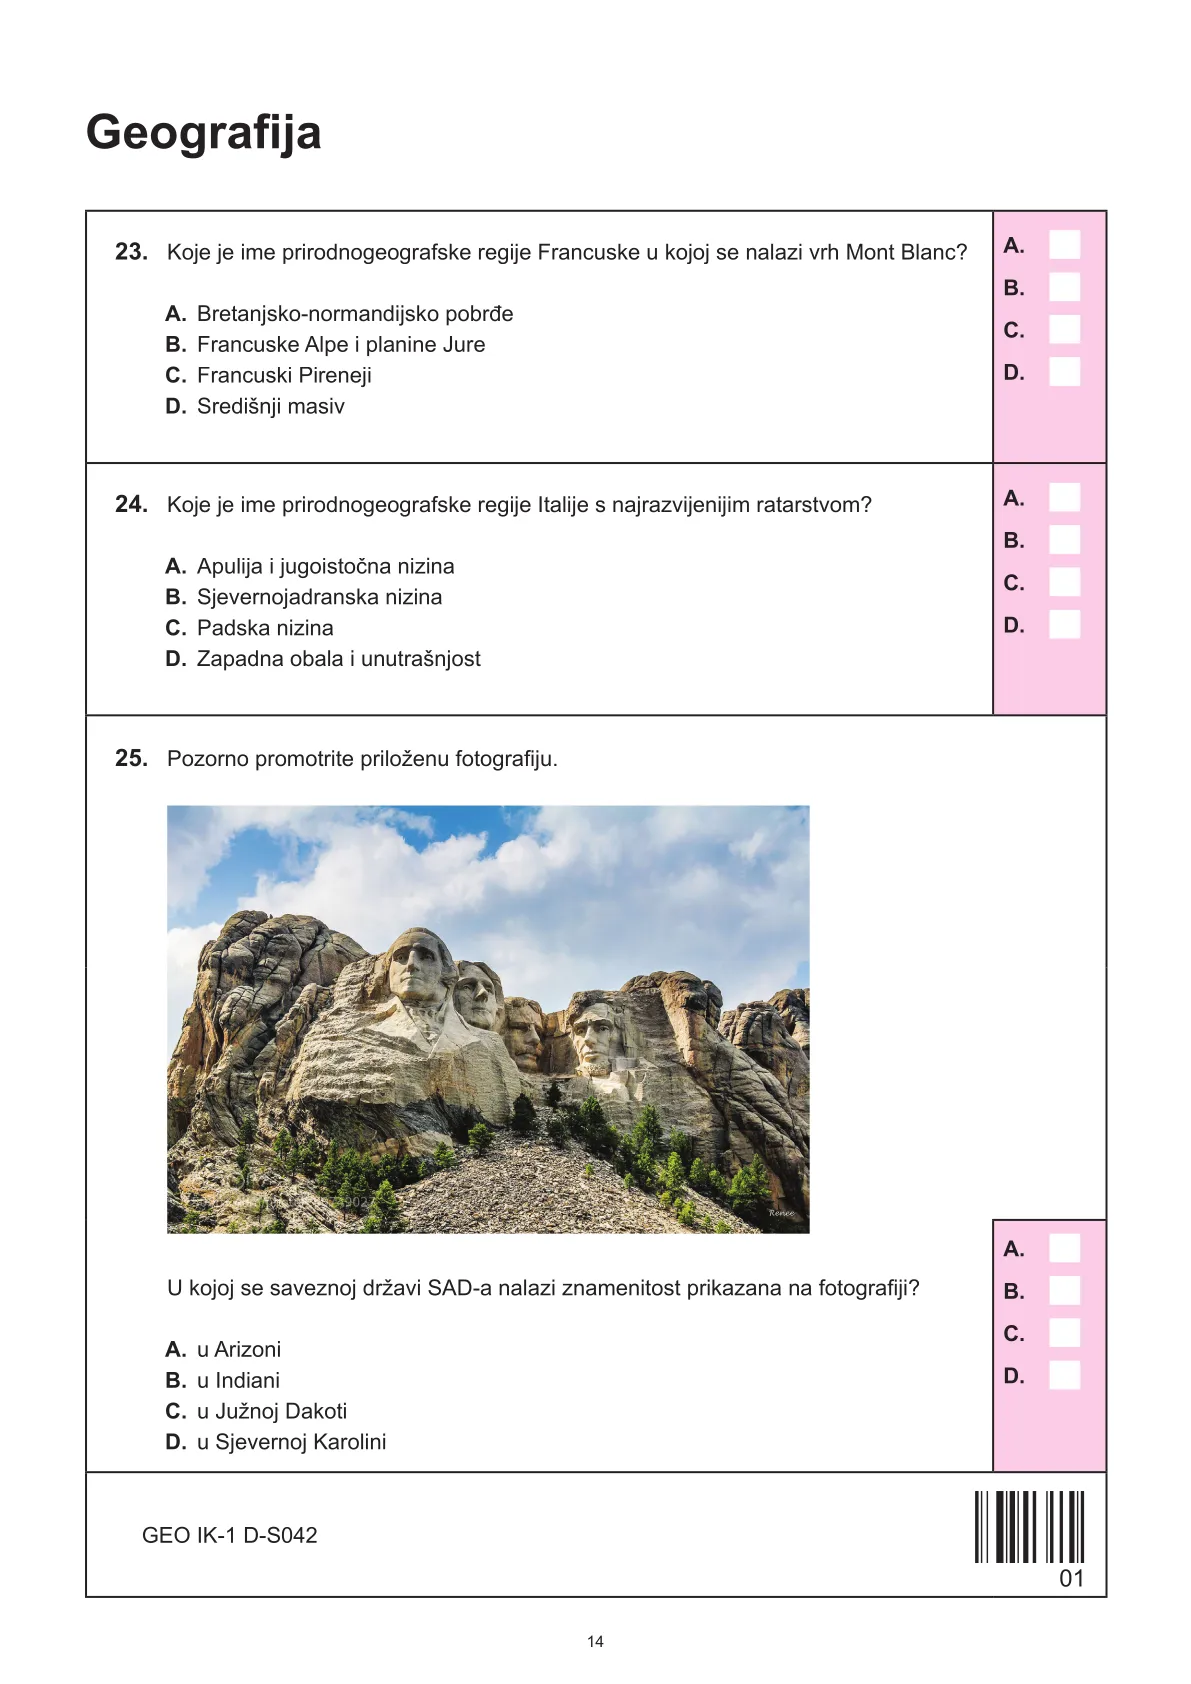 Geografija
23. Koje je ime prirodnogeografske regije Francuske u kojoj se nalazi vrh Mont Blanc?
A. Bretanjsko-normandijsko pobrđe
B. Francuske Alpe i planine Jure
C. Francuski Pireneji
D. Središnji masiv
A.
B.
C.
D.
24. Koje je ime prirodnogeografske regije Italije s najrazvijenijim ratarstvom?
A. Apulija i jugoistočna nizina
B. Sjevernojadranska nizina
C. Padska nizina
D. Zapadna obala i unutrašnjost
A.
B.
C.
D.
25. Pozorno promotrite priloženu fotografiju.
Renee
U kojoj se saveznoj državi SAD-a nalazi znamenitost prikazana na fotografiji?
A. u Arizoni
B. u Indiani
C. u Južnoj Dakoti
D. u Sjevernoj Karolini
A.
B.
C.
D.
GEO IK-1 D-S042
01
14